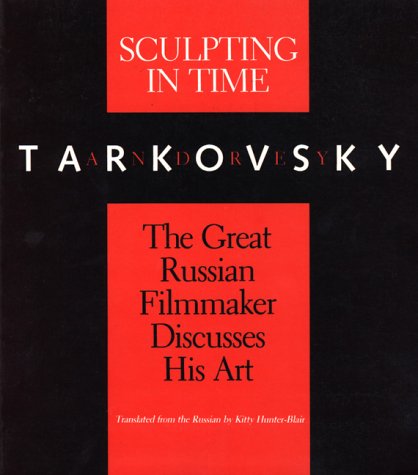 SCULPTING
IN TIME
ANDREY
TARKOVSKY
The Great
Russian
Filmmaker
Discusses
His Art
Translated from the Russian by Kitty Hunter-Blair